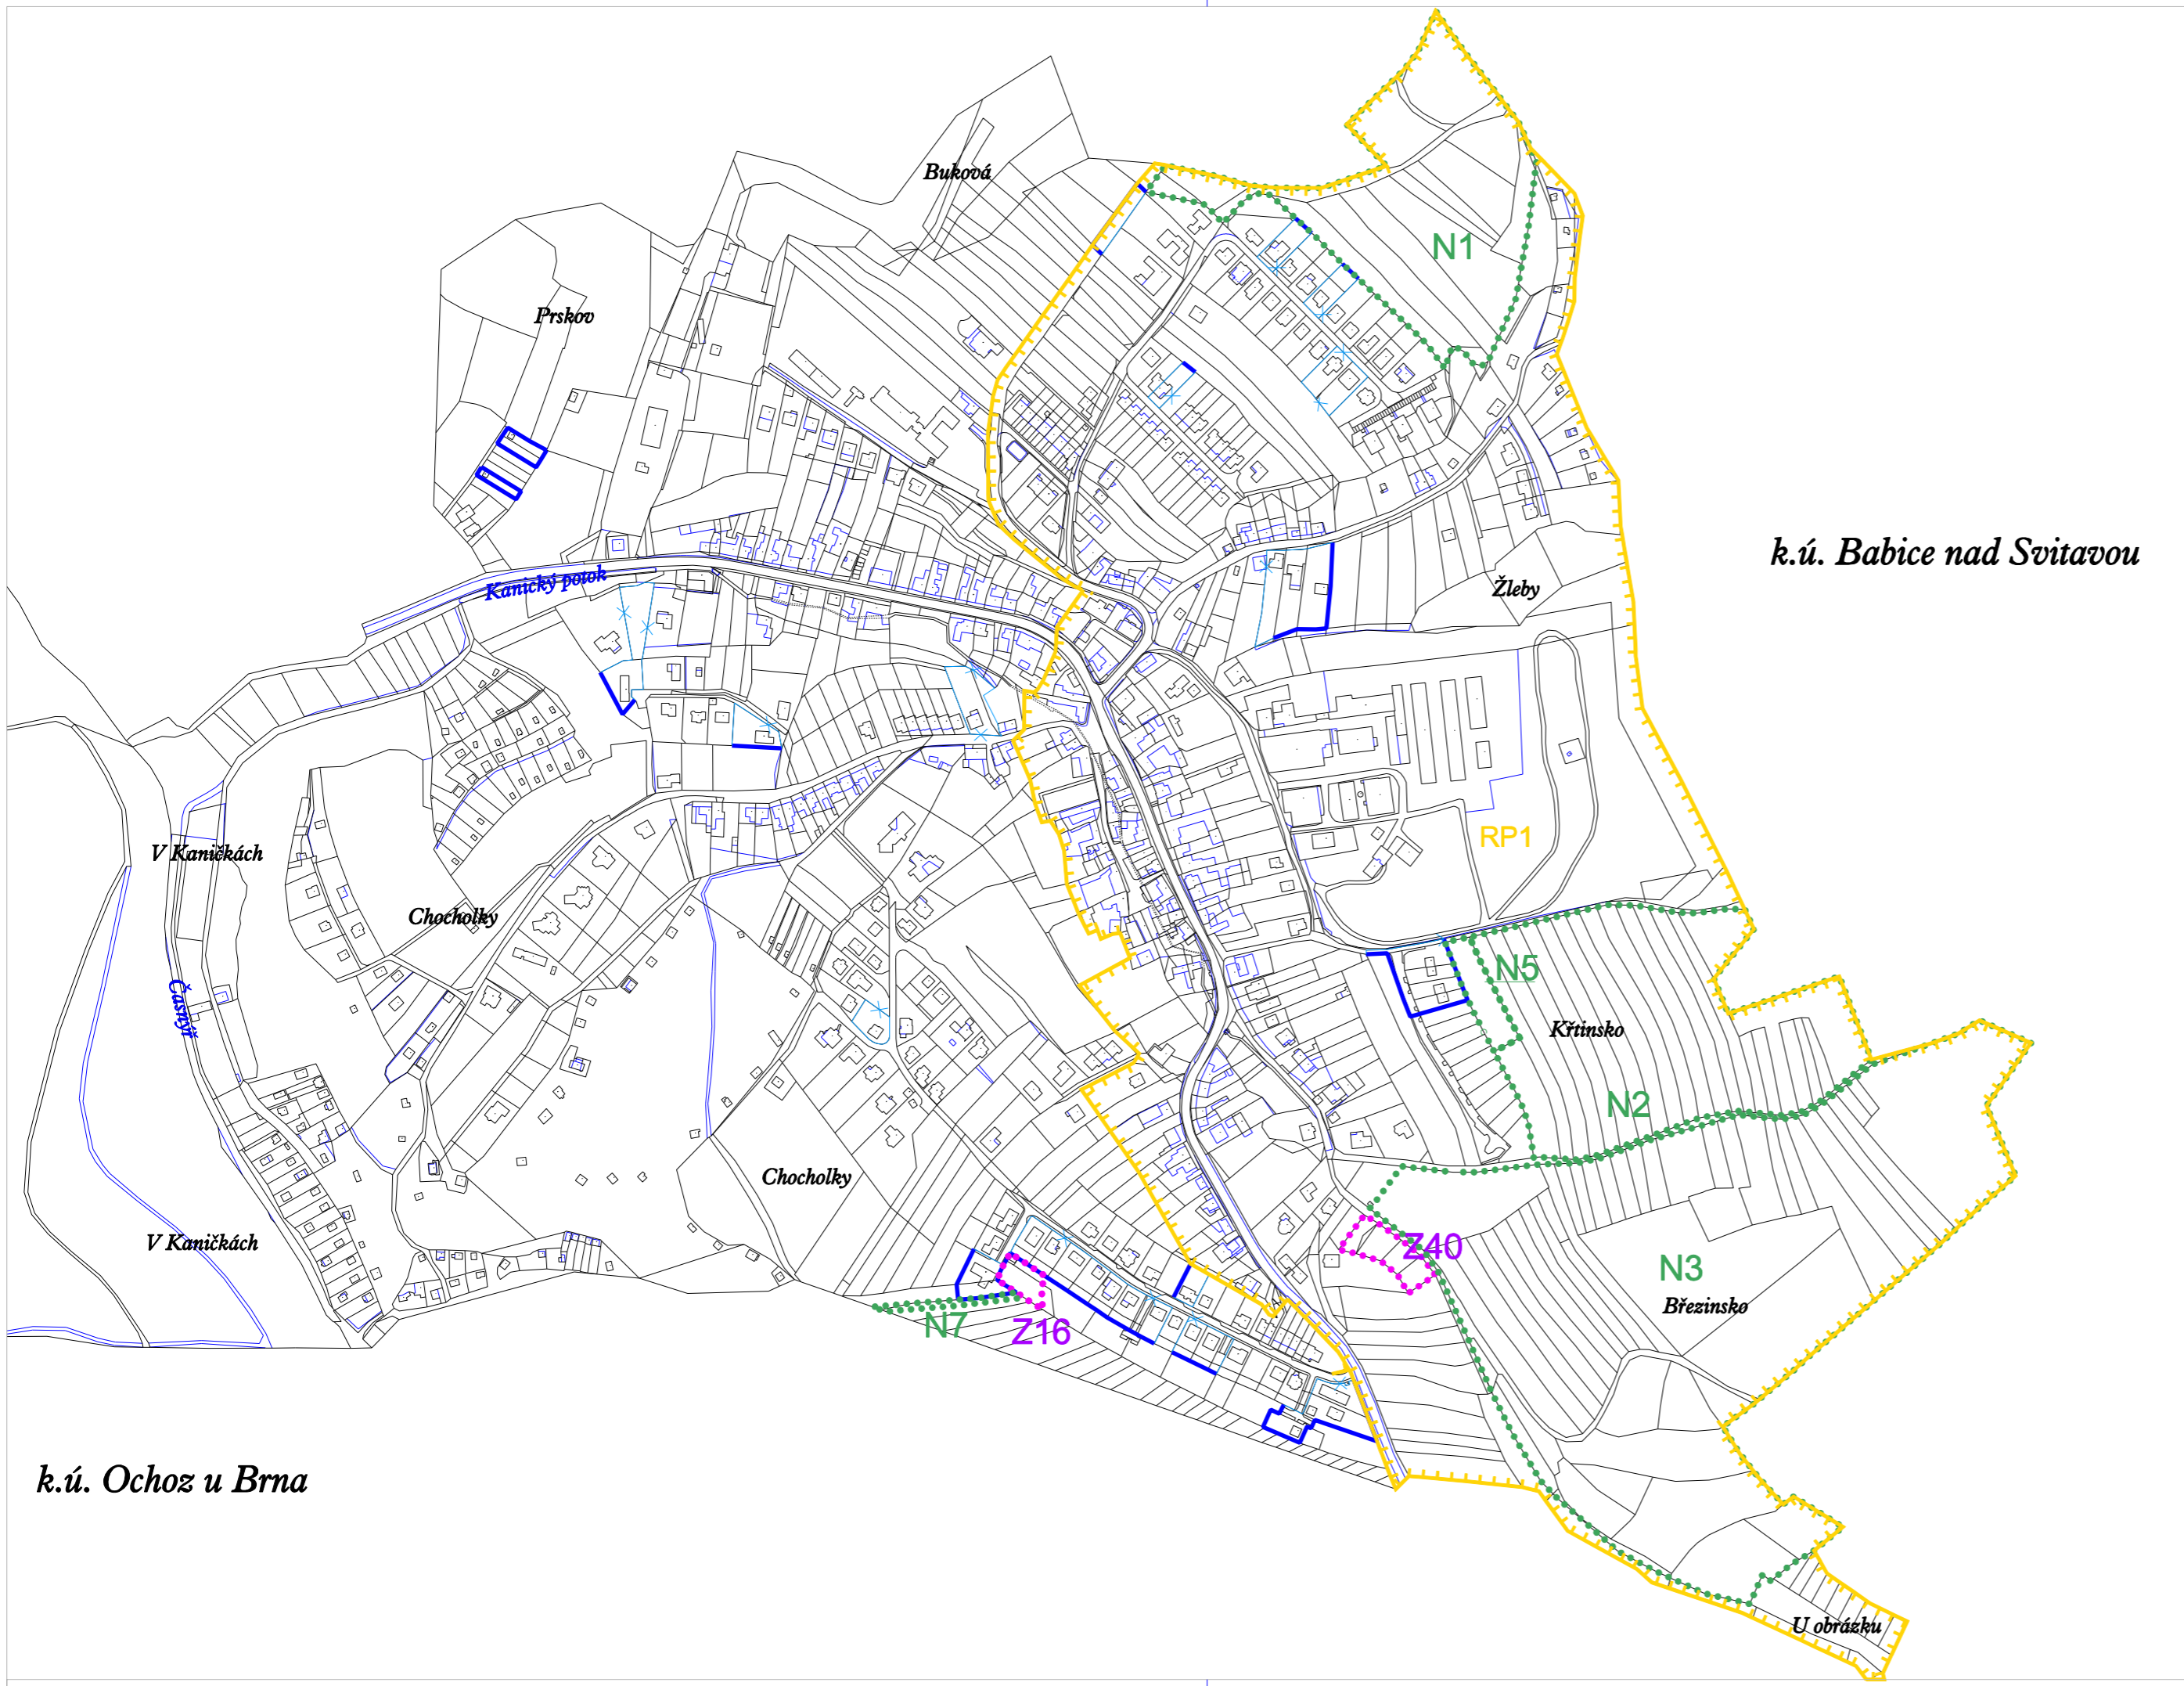 Buková
N1
Prskov
k.ú. Babice nad Svitavou
Kanický potok
Žleby
RP1
V Kaničkách
Chocholky
N5
Časnýř
Křtinsko
N2
Chocholky
V Kaničkách
Z40
N3
Březinsko
N7
Z16
k.ú. Ochoz u Brna
U obrázku